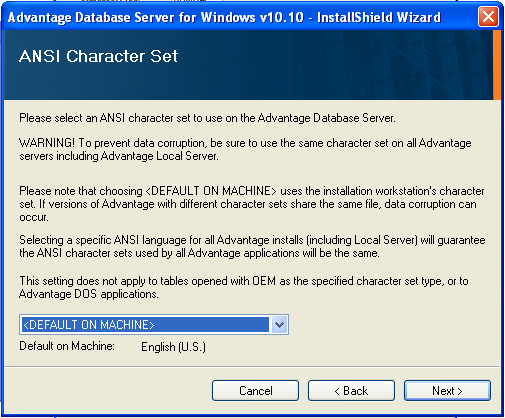 Advantage Database Server for Windows v10.10 - InstallShield Wizard
ANSI Character Set
Please select an ANSI character set to use on the Advantage Database Server.
WARNING! To prevent data corruption, be sure to use the same character set on all Advantage
servers including Advantage Local Server.
Please note that choosing <DEFAULT ON MACHINE> uses the installation workstation's character
set. If versions of Advantage with different character sets share the same file, data corruption can
occur.
Selecting a specific ANSI language for all Advantage installs (including Local Server) will guarantee
the ANSI character sets used by all Advantage applications will be the same.
This setting does not apply to tables opened with OEM as the specified character set type, or to
Advantage DOS applications.
<DEFAULT ON MACHINE>
Default on Machine: English (U.S.)
Cancel < Back Next >